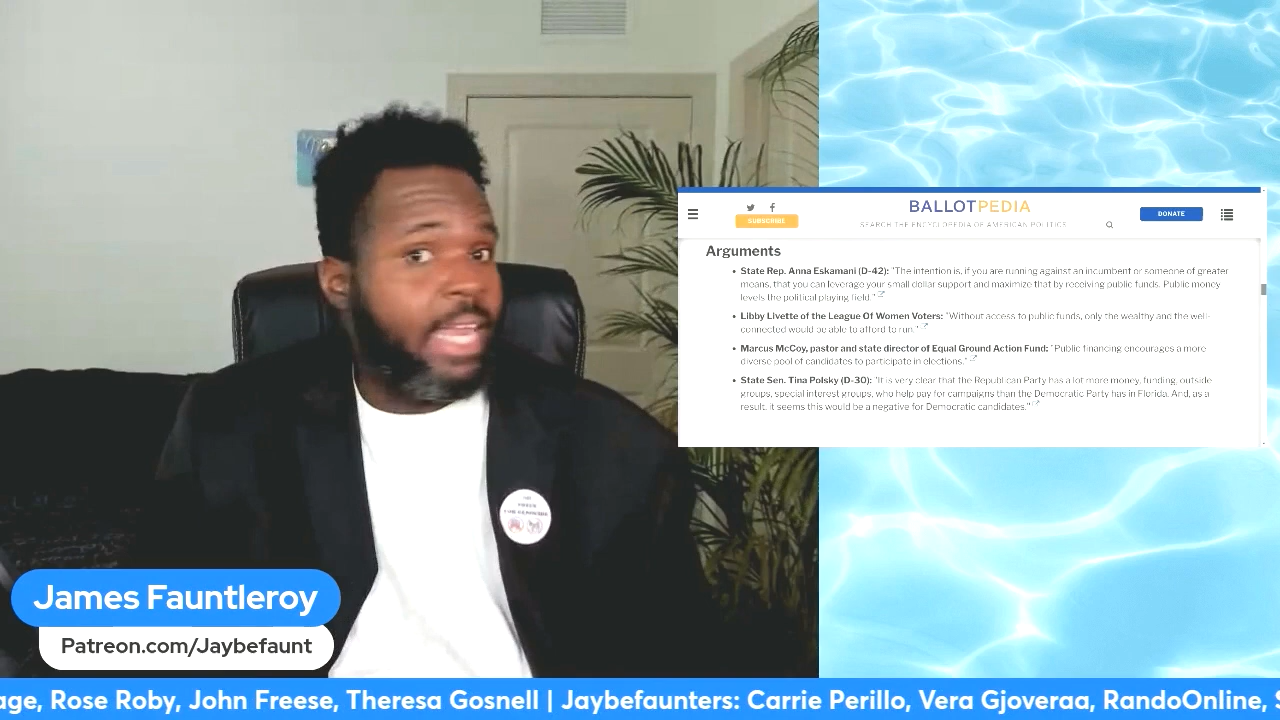 BALLOTPEDIA
SUBSCRIBE
SEARCH THE ENCYCLOPEDIA OF AMERICAN POLITICS
DONATE
Arguments
• State Rep. Anna Eskamani (D-42): "The intention is, if you are running against an incumbent or someone of greater
means, that you can leverage your small dollar support and maximize that by receiving public funds. Public money
levels the political playing field."
• Libby Livette of the League Of Women Voters: "Without access to public funds, only the wealthy and the well-
connected would be able to afford to run."
• Marcus McCoy, pastor and state director of Equal Ground Action Fund: "Public financing encourages a more
diverse pool of candidates to participate in elections."
• State Sen. Tina Polsky (D-30): "It is very clear that the Republican Party has a lot more money, funding, outside
groups, special interest groups, who help pay for campaigns than the Democratic Party has in Florida. And, as a
result, it seems this would be a negative for Democratic candidates."
James Fauntleroy
Patreon.com/Jaybefaunt
age, Rose Roby, John Freese, Theresa Gosnell | Jaybefaunters: Carrie Perillo, Vera Gjoveraa, RandoOnline, S